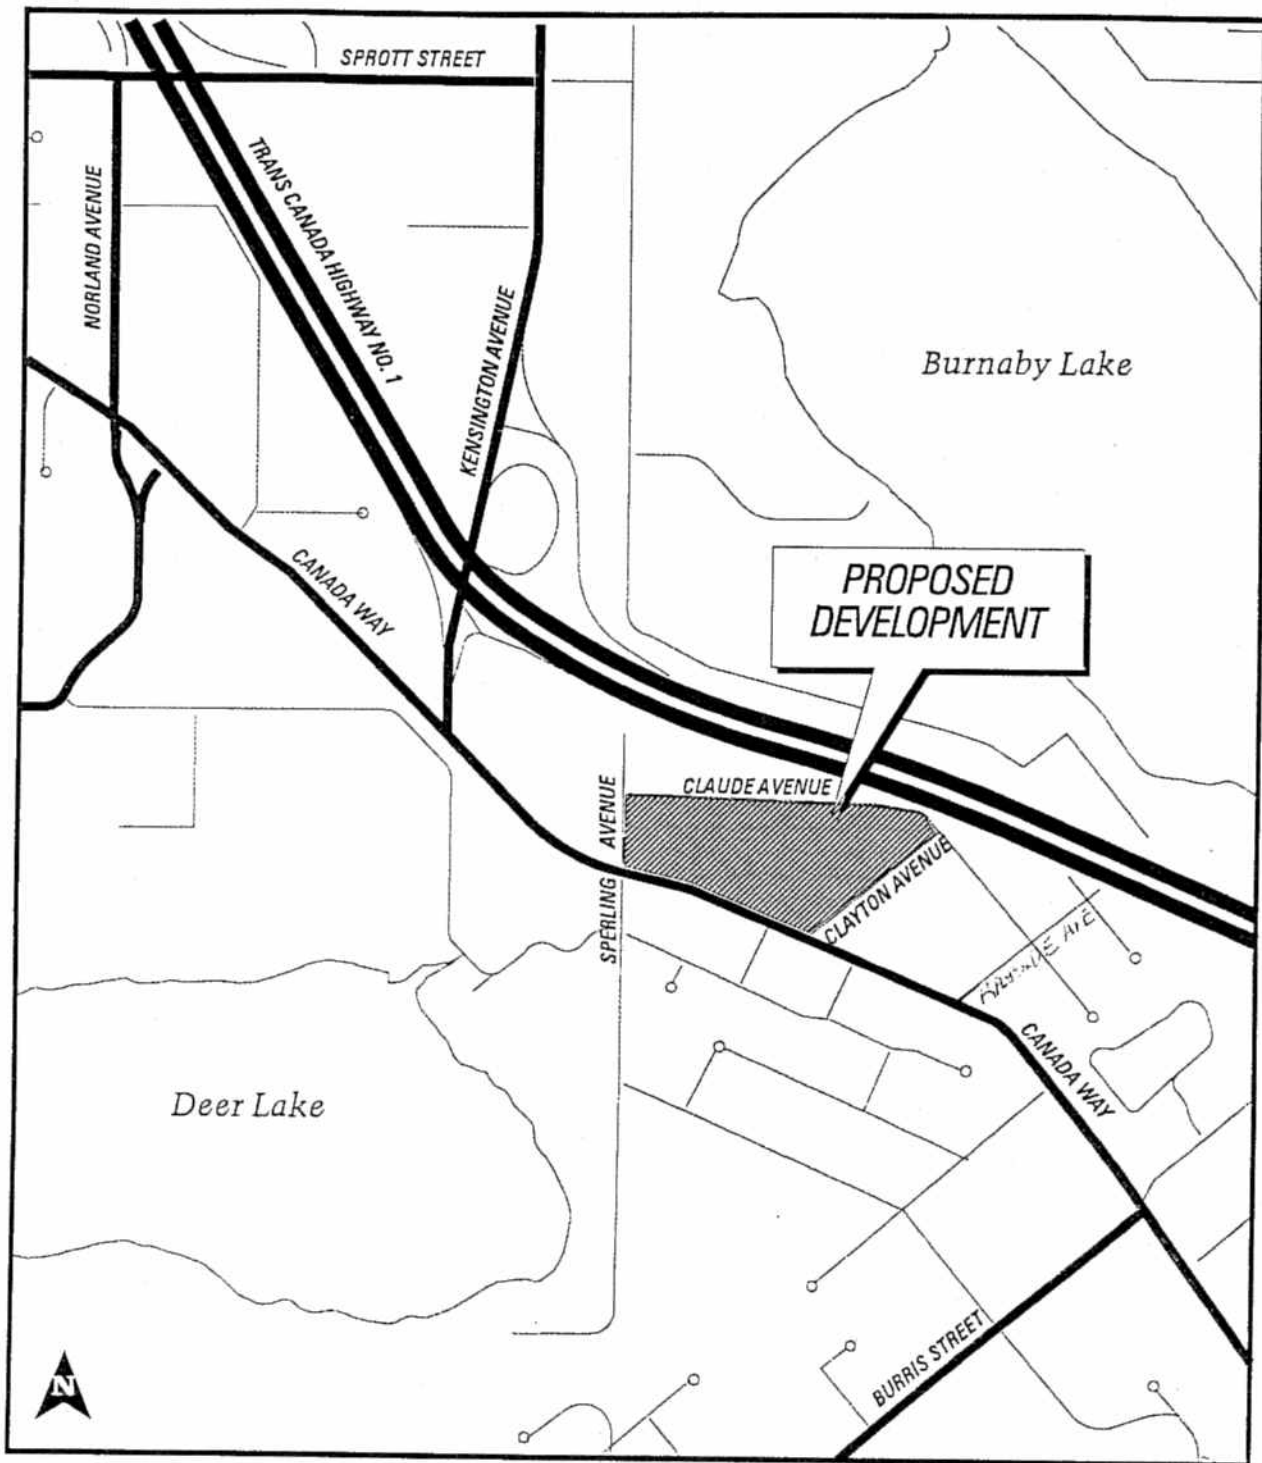 SPROTT STREET
NORLAND AVENUE
TRANS CANADA HIGHWAY NO. 1
KENSINGTON AVENUE
Burnaby Lake
CANADA WAY
PROPOSED
DEVELOPMENT
CLAUDE AVENUE
SPERLING AVENUE
CLAYTON AVENUE
AVE
CANADA WAY
Deer Lake
BURRIS STREET
N